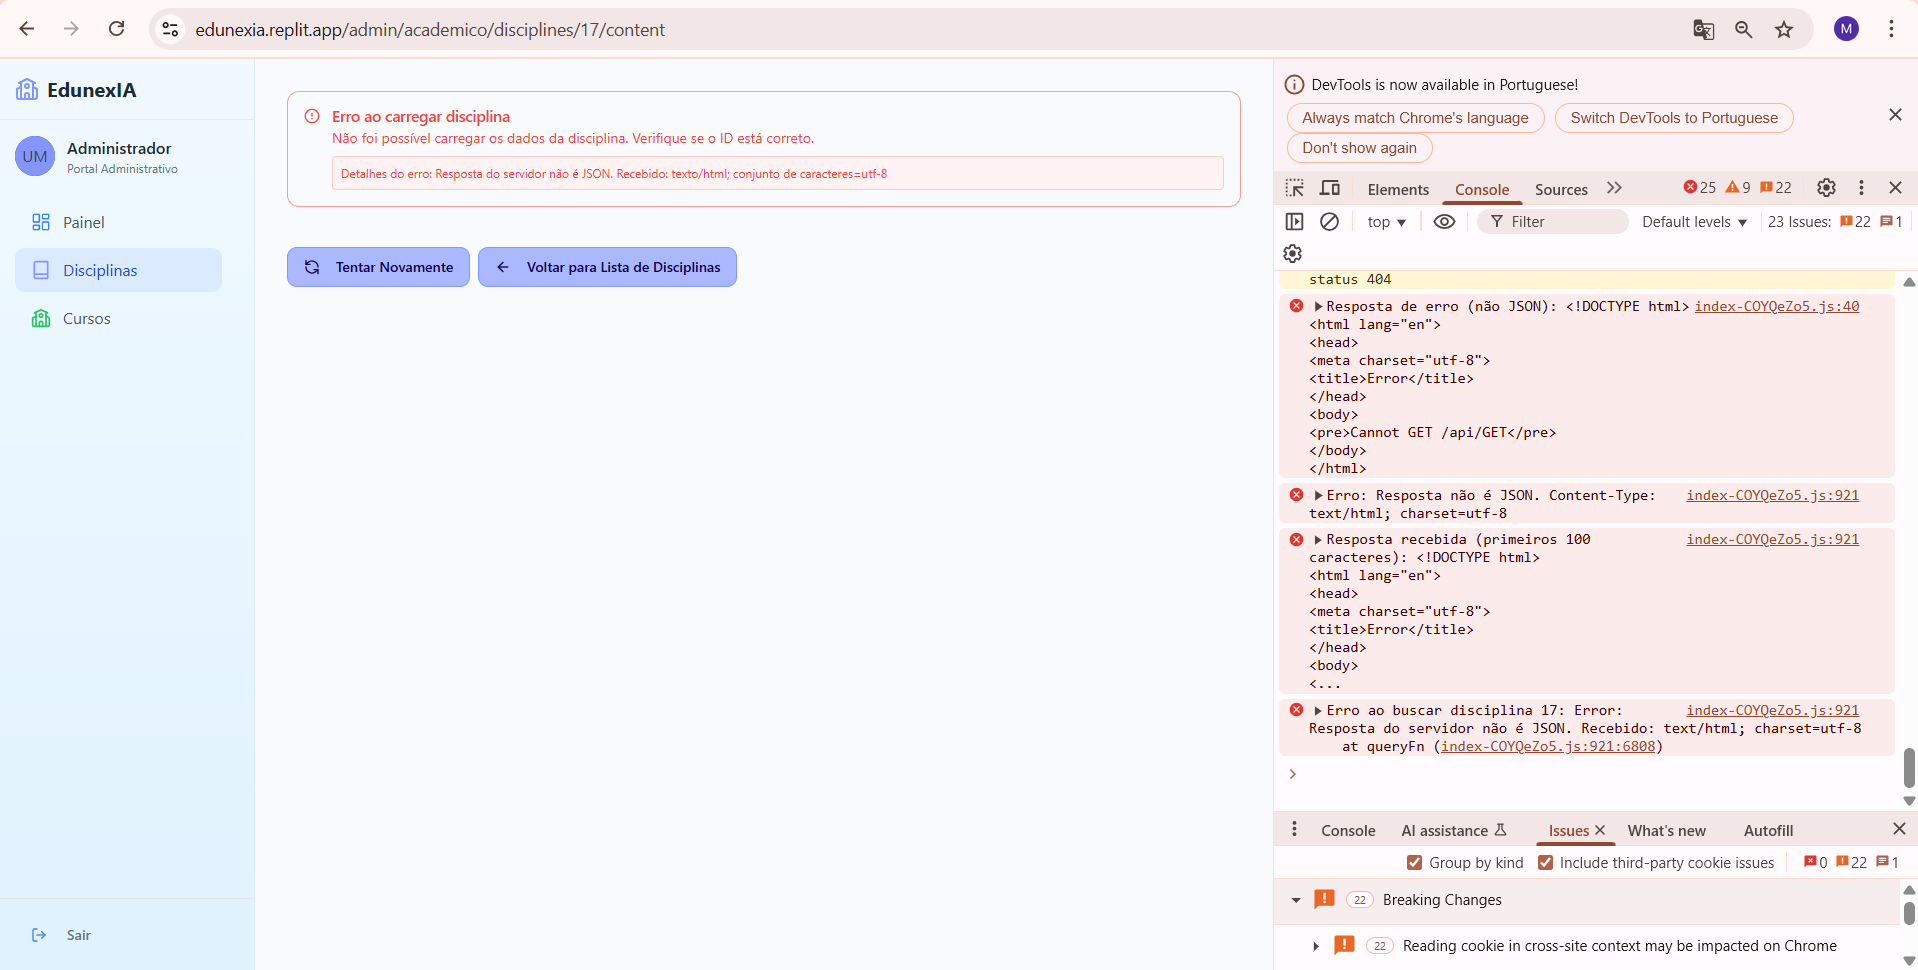 edunexia.replit.app/admin/academico/disciplines/17/content
M
EdunexIA
UM
Administrador
Portal Administrativo
Painel
Disciplinas
Cursos
Sair
Erro ao carregar disciplina
Não foi possível carregar os dados da disciplina. Verifique se o ID está correto.
Detalhes do erro: Resposta do servidor não é JSON. Recebido: texto/html; conjunto de caracteres=utf-8
Tentar Novamente
Voltar para Lista de Disciplinas
DevTools is now available in Portuguese!
Always match Chrome's language
Switch DevTools to Portuguese
Don't show again
Elements Console Sources 25 9 22
top Filter Default levels 23 Issues: 22 1
status 404
Resposta de erro (não JSON): <!DOCTYPE html> index-COYQeZo5.js:40
<html lang="en">
<head>
<meta charset="utf-8">
<title>Error</title>
</head>
<body>
<pre>Cannot GET /api/GET</pre>
</body>
</html>
Erro: Resposta não é JSON. Content-Type: index-COYQeZo5.js:921
text/html; charset=utf-8
Resposta recebida (primeiros 100 index-COYQeZo5.js:921
caracteres): <!DOCTYPE html>
<html lang="en">
<head>
<meta charset="utf-8">
<title>Error</title>
</head>
<body>
<...
Erro ao buscar disciplina 17: Error: index-COYQeZo5.js:921
Resposta do servidor não é JSON. Recebido: text/html; charset=utf-8
at queryFn (index-COYQeZo5.js:921:6808)
Console AI assistance Issues What's new Autofill
Group by kind Include third-party cookie issues 0 22 1
22 Breaking Changes
22 Reading cookie in cross-site context may be impacted on Chrome